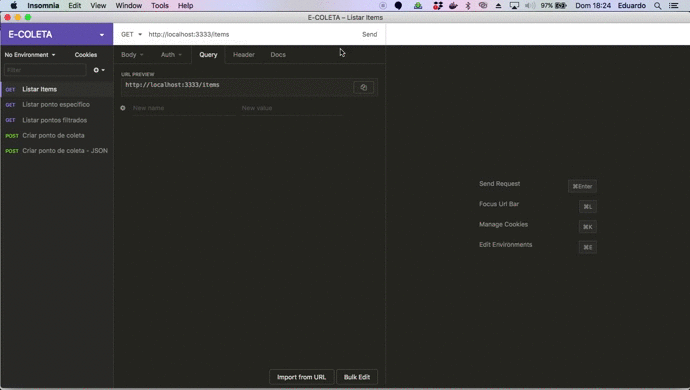 Insomnia Edit View Window Tools Help 97% Dom 18:24 Eduardo
E-COLETA – Listar Items
E-COLETA
GET http://localhost:3333/items Send
No Environment Cookies
Body Auth Query Header Docs
Filter
URL PREVIEW
http://localhost:3333/items
GET Listar Items
GET Listar ponto específico
GET Listar pontos filtrados
POST Criar ponto de coleta
POST Criar ponto de coleta - JSON
New name New value
Send Request ⌘Enter
Focus Url Bar ⌘L
Manage Cookies ⌘K
Edit Environments ⌘E
Import from URL Bulk Edit